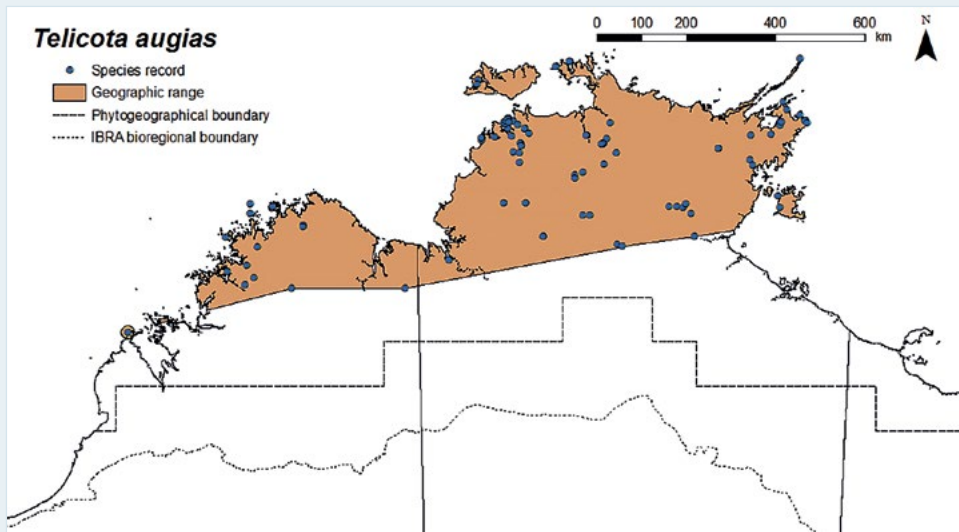 Telicota augias
Species record
Geographic range
Phytogeographical boundary
IBRA bioregional boundary
0 100 200 400 600
km
N